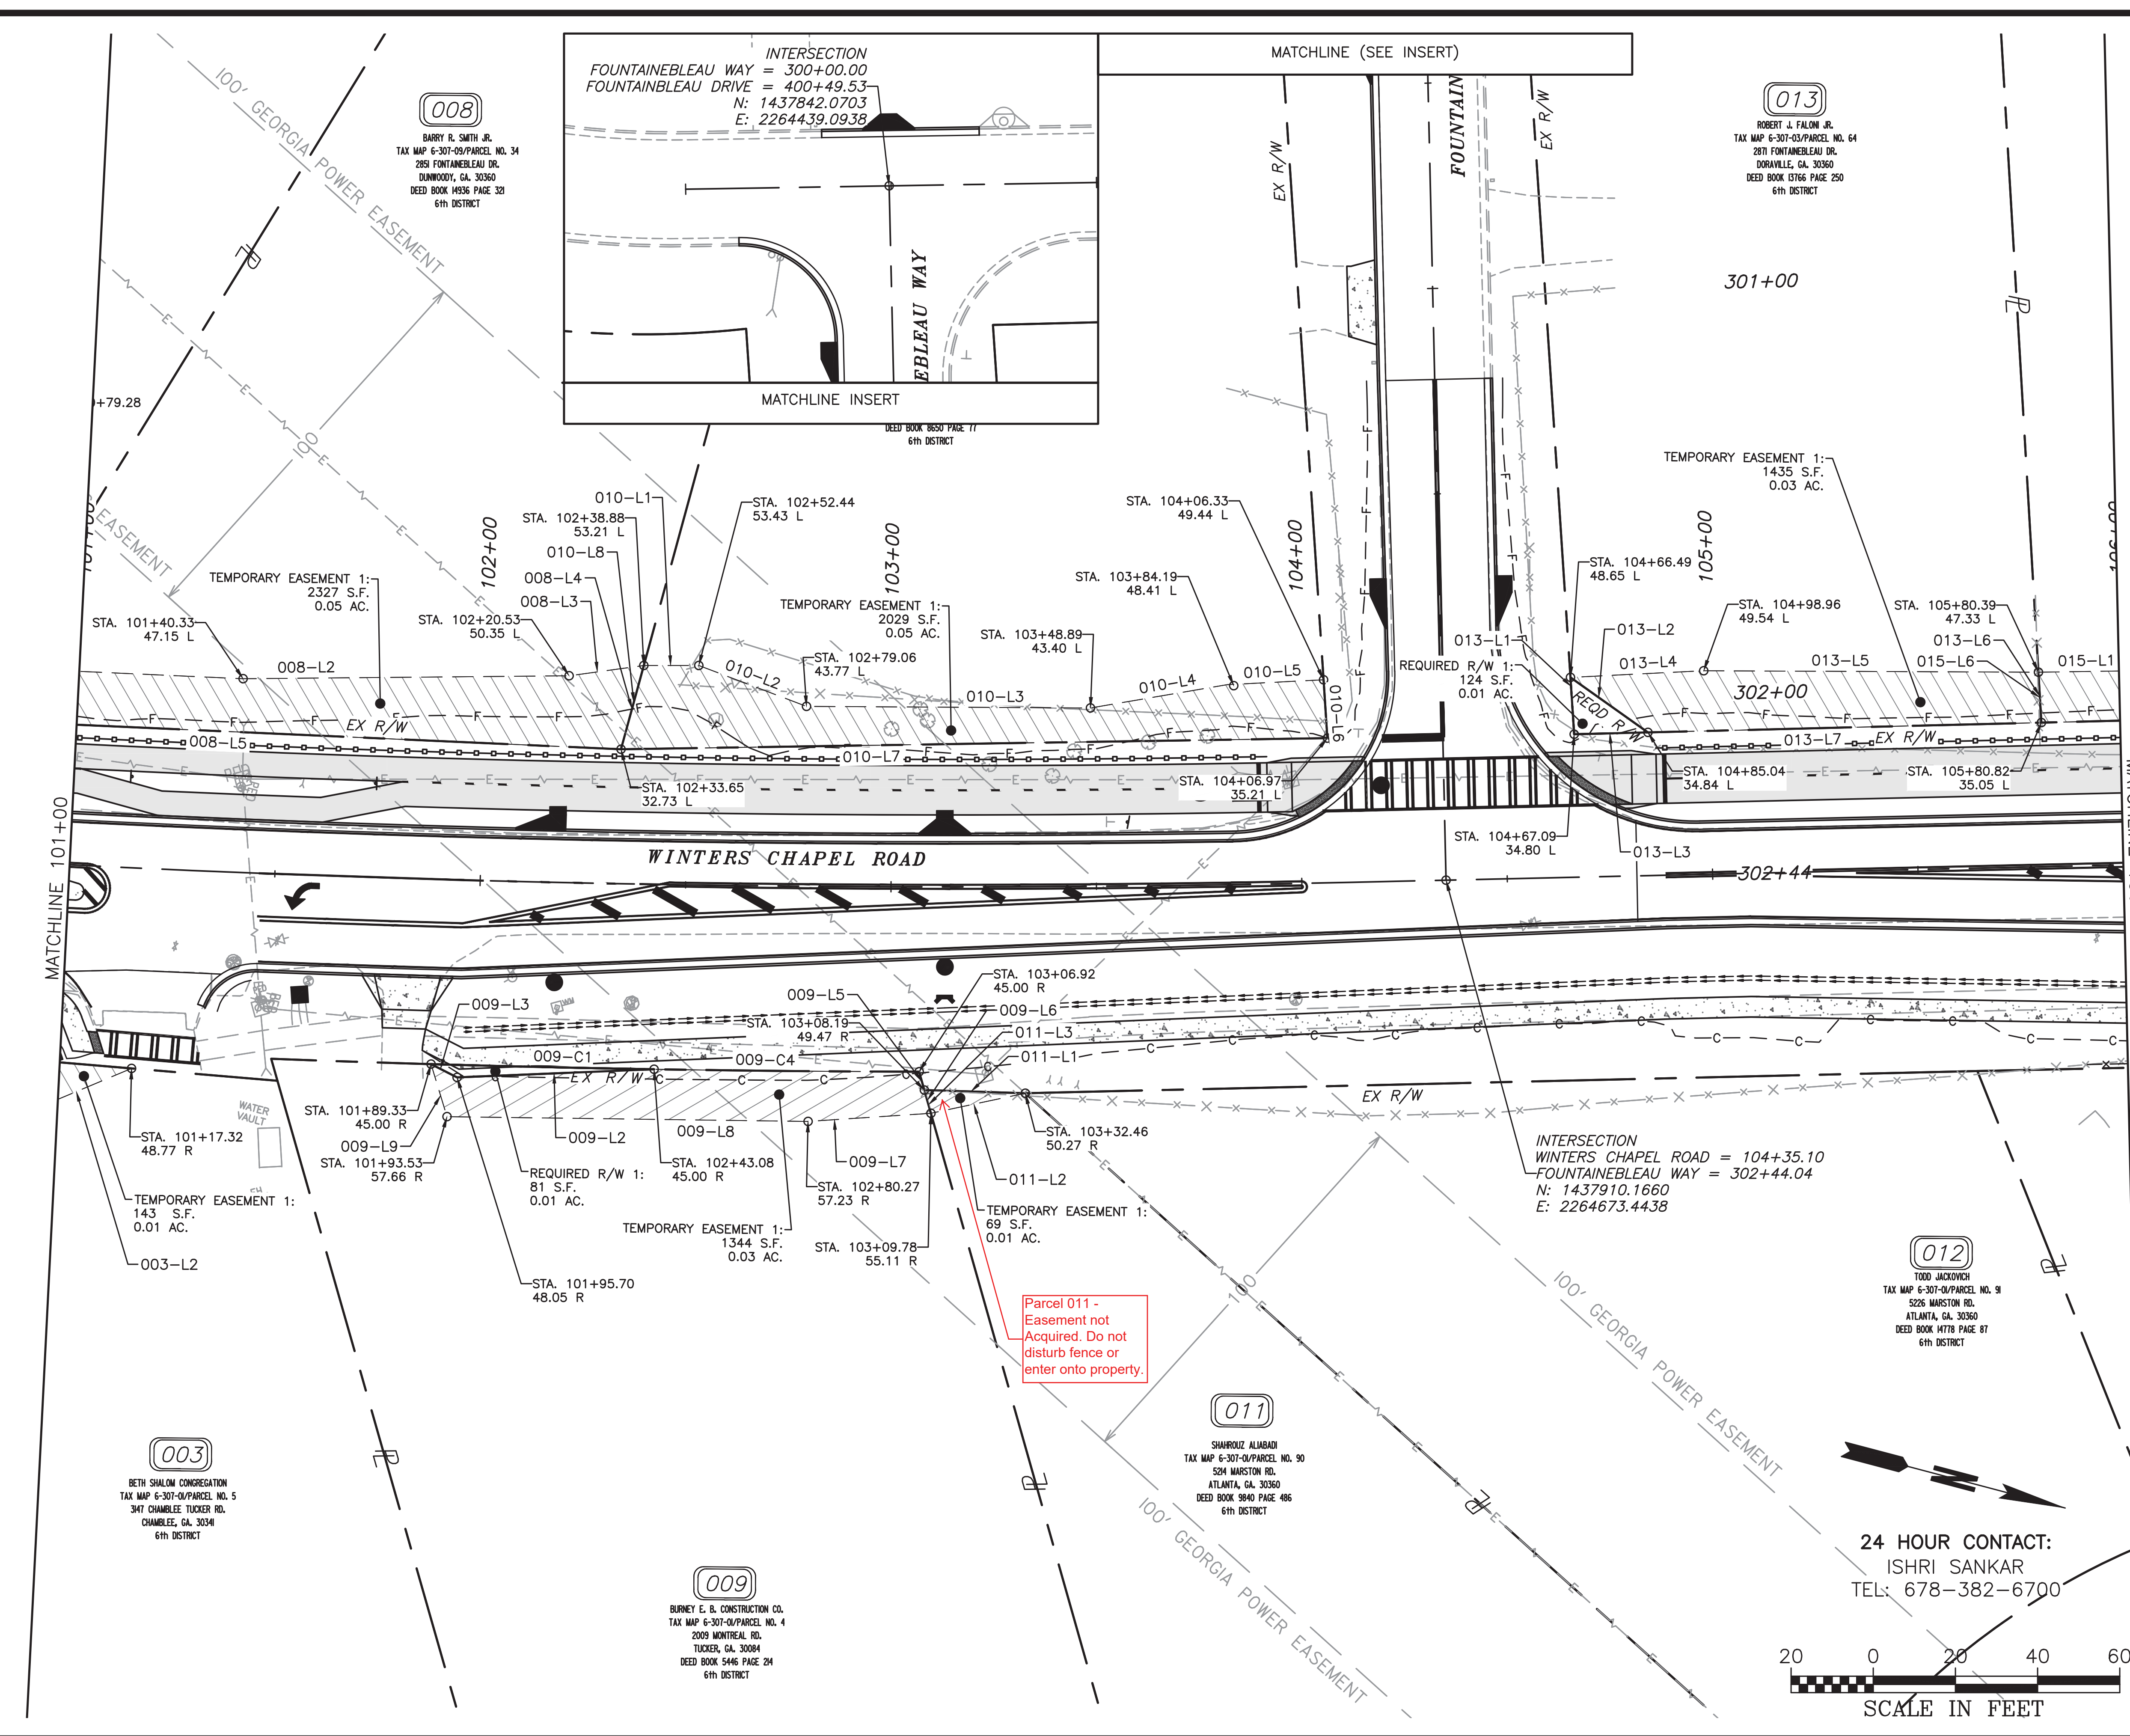 INTERSECTION
FOUNTAINEBLEAU WAY = 300+00.00
FOUNTAINBLEAU DRIVE = 400+49.53
N: 1437842.0703
E: 2264439.0938
EBLEAU WAY
MATCHLINE INSERT
MATCHLINE (SEE INSERT)
100' GEORGIA POWER EASEMENT
008
BARRY R. SMITH JR.
TAX MAP 6-307-09/PARCEL NO. 34
2851 FONTAINEBLEAU DR.
DUNWOODY, GA. 30360
DEED BOOK 14936 PAGE 321
6th DISTRICT
EX R/W
FOUNTAIN
EX R/W
013
ROBERT J. FALONI JR.
TAX MAP 6-307-03/PARCEL NO. 64
2871 FONTAINEBLEAU DR.
DORAVILLE, GA. 30360
DEED BOOK 13766 PAGE 250
6th DISTRICT
301+00
+79.28
100
DEED BOOK 8650 PAGE 77
6th DISTRICT
EASEMENT
TEMPORARY EASEMENT 1:
2327 S.F.
0.05 AC.
STA. 101+40.33
47.15 L
008-L2
102+00
STA. 102+20.53
50.35 L
010-L1
STA. 102+38.88
53.21 L
010-L8
008-L4
008-L3
STA. 102+52.44
53.43 L
010-L2
103+00
TEMPORARY EASEMENT 1:
2029 S.F.
0.05 AC.
STA. 102+79.06
43.77 L
STA. 103+48.89
43.40 L
010-L3
STA. 104+06.33
49.44 L
104+00
STA. 103+84.19
48.41 L
010-L4
010-L5
010-L6
TEMPORARY EASEMENT 1:
1435 S.F.
0.03 AC.
STA. 104+66.49
48.65 L
105+00
STA. 104+98.96
49.54 L
STA. 105+80.39
47.33 L
013-L1
013-L2
013-L6
REQUIRED R/W 1:
124 S.F.
0.01 AC.
013-L4
013-L5
015-L6
015-L1
REQD R/W
302+00
106+00
EX R/W
008-L5
010-L7
013-L7
EX R/W
STA. 102+33.65
32.73 L
STA. 104+06.97
35.21 L
STA. 104+85.04
34.84 L
STA. 105+80.82
35.05 L
STA. 104+67.09
34.80 L
013-L3
WINTERS CHAPEL ROAD
302+44
MATCHLINE 101+00
009-L3
009-L5
STA. 103+06.92
45.00 R
009-L6
STA. 103+08.19
49.47 R
011-L3
011-L1
009-C1
009-C4
EX R/W
EX R/W
WATER
VAULT
STA. 101+17.32
48.77 R
TEMPORARY EASEMENT 1:
143 S.F.
0.01 AC.
003-L2
STA. 101+89.33
45.00 R
009-L9
STA. 101+93.53
57.66 R
009-L2
009-L8
REQUIRED R/W 1:
81 S.F.
0.01 AC.
STA. 102+43.08
45.00 R
STA. 101+95.70
48.05 R
TEMPORARY EASEMENT 1:
1344 S.F.
0.03 AC.
009-L7
STA. 102+80.27
57.23 R
STA. 103+09.78
55.11 R
STA. 103+32.46
50.27 R
011-L2
TEMPORARY EASEMENT 1:
69 S.F.
0.01 AC.
Parcel 011 -
Easement not
Acquired. Do not
disturb fence or
enter onto property.
INTERSECTION
WINTERS CHAPEL ROAD = 104+35.10
FOUNTAINEBLEAU WAY = 302+44.04
N: 1437910.1660
E: 2264673.4438
100
100' GEORGIA POWER EASEMENT
012
TODD JACKOVICH
TAX MAP 6-307-01/PARCEL NO. 91
5226 MARSTON RD.
ATLANTA, GA. 30360
DEED BOOK 14778 PAGE 87
6th DISTRICT
011
SHAHROUZ ALIABADI
TAX MAP 6-307-01/PARCEL NO. 90
5214 MARSTON RD.
ATLANTA, GA. 30360
DEED BOOK 9840 PAGE 486
6th DISTRICT
100' GEORGIA POWER EASEMENT
003
BETH SHALOM CONGREGATION
TAX MAP 6-307-01/PARCEL NO. 5
3147 CHAMBLEE TUCKER RD.
CHAMBLEE, GA. 30341
6th DISTRICT
009
BURNEY E. B. CONSTRUCTION CO.
TAX MAP 6-307-01/PARCEL NO. 4
2009 MONTREAL RD.
TUCKER, GA. 30084
DEED BOOK 5446 PAGE 214
6th DISTRICT
24 HOUR CONTACT:
ISHRI SANKAR
TEL: 678-382-6700
20 0 20 40 60
SCALE IN FEET